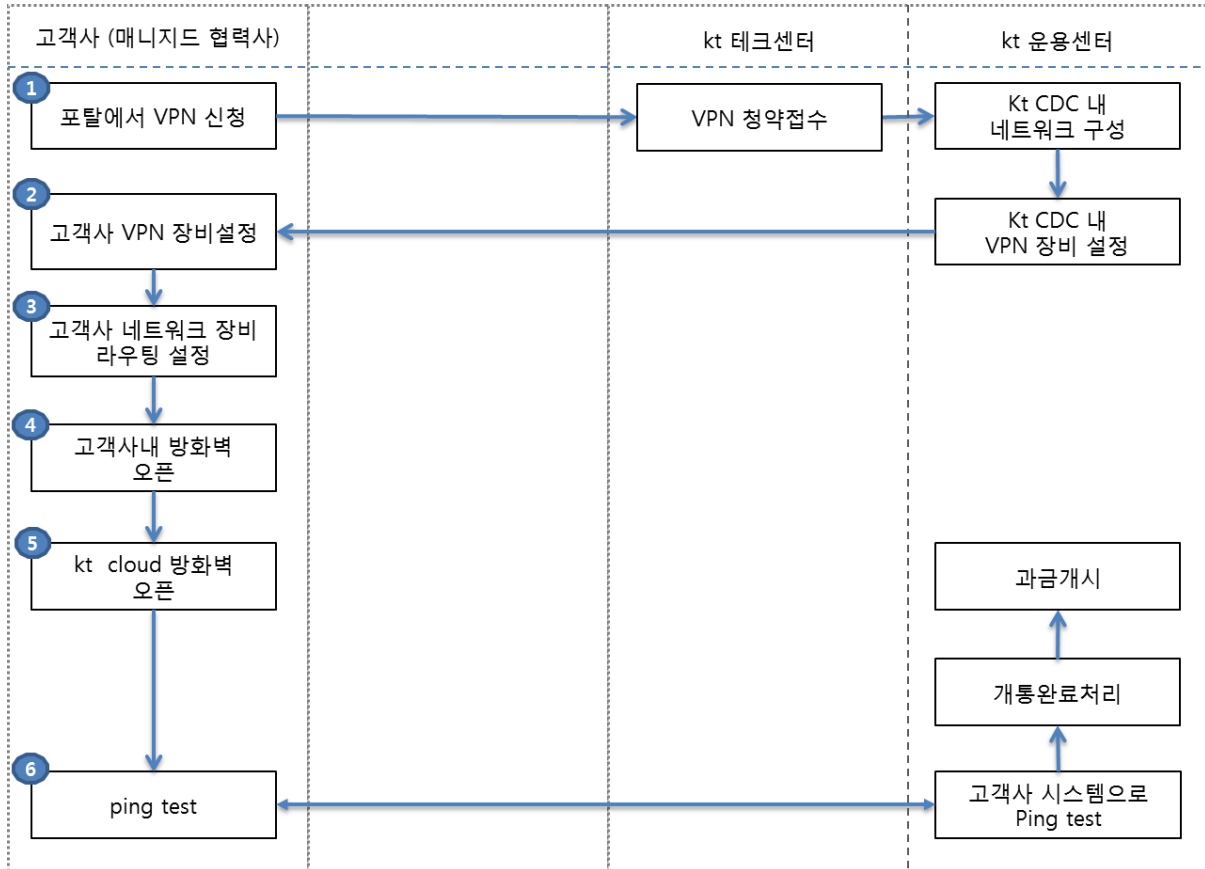 고객사 (매니지드 협력사)
kt 테크센터
kt 운용센터
1
포탈에서 VPN 신청
VPN 청약접수
Kt CDC 내
네트워크 구성
2
고객사 VPN 장비설정
Kt CDC 내
VPN 장비 설정
3
고객사 네트워크 장비
라우팅 설정
4
고객사내 방화벽
오픈
5
kt cloud 방화벽
오픈
과금개시
개통완료처리
6
ping test
고객사 시스템으로
Ping test